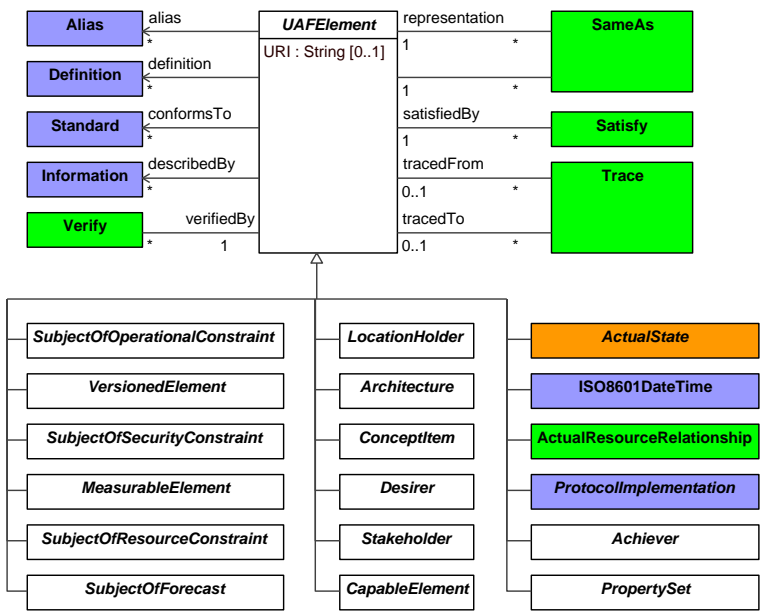 Alias
alias
*
UAFElement
URI : String [0..1]
representation
1
*
SameAs
Definition
definition
*
1
*
Standard
conformsTo
*
satisfiedBy
1
*
Satisfy
Information
describedBy
*
tracedFrom
0..1
*
Trace
Verify
verifiedBy
*
1
tracedTo
0..1
*
SubjectOfOperationalConstraint
LocationHolder
ActualState
VersionedElement
Architecture
ISO8601DateTime
SubjectOfSecurityConstraint
ConceptItem
ActualResourceRelationship
MeasurableElement
Desirer
ProtocolImplementation
SubjectOfResourceConstraint
Stakeholder
Achiever
SubjectOfForecast
CapableElement
PropertySet